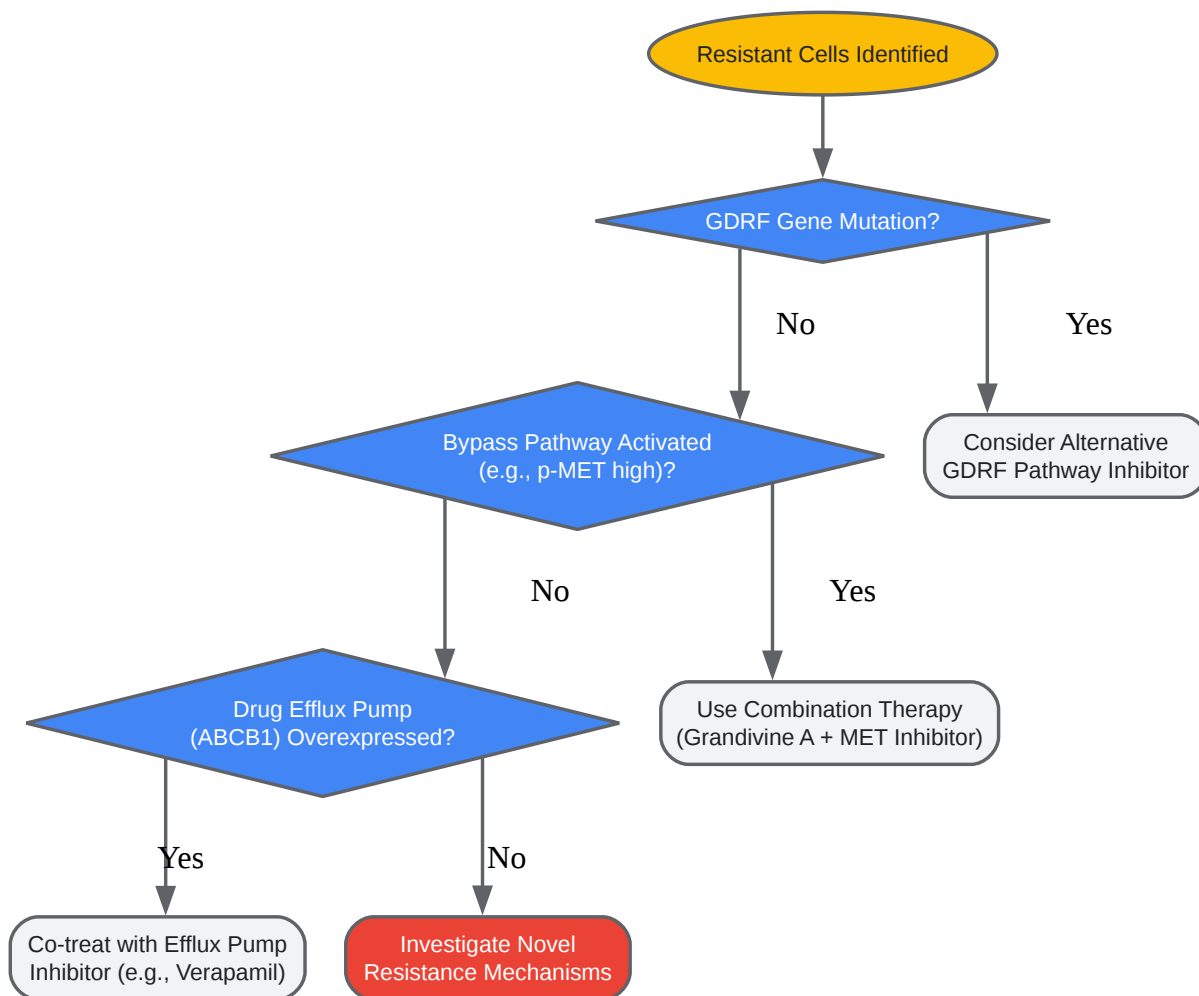 Resistant Cells Identified
GDRF Gene Mutation?
No
Yes
Bypass Pathway Activated
(e.g., p-MET high)?
Consider Alternative
GDRF Pathway Inhibitor
No
Yes
Drug Efflux Pump
(ABCB1) Overexpressed?
Use Combination Therapy
(Grandivine A + MET Inhibitor)
Yes
No
Co-treat with Efflux Pump
Inhibitor (e.g., Verapamil)
Investigate Novel
Resistance Mechanisms